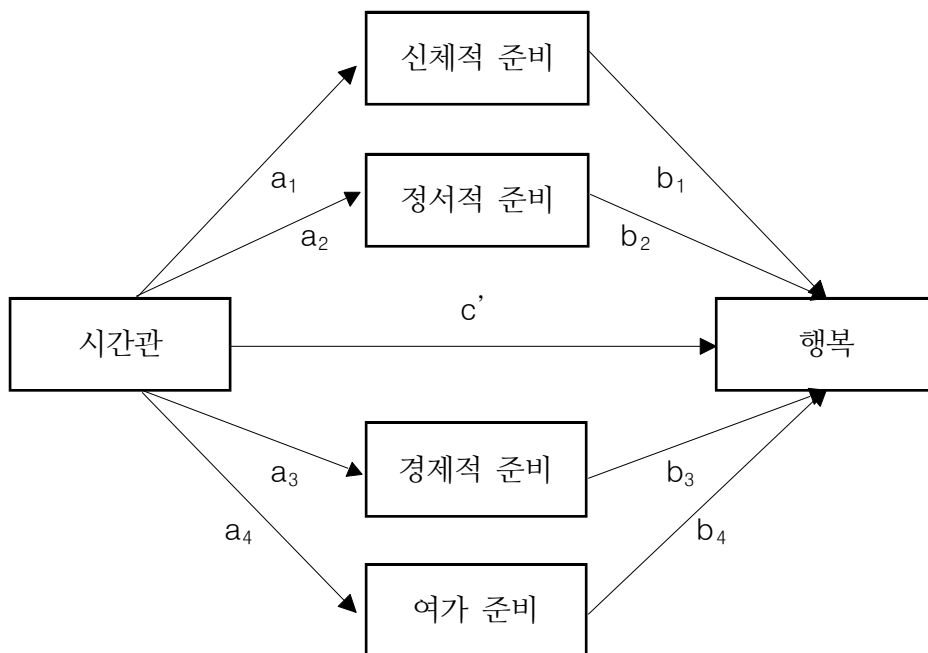 신체적 준비
a₁
b₁
정서적 준비
a₂
b₂
c’
시간관
행복
경제적 준비
a₃
b₃
a₄
b₄
여가 준비